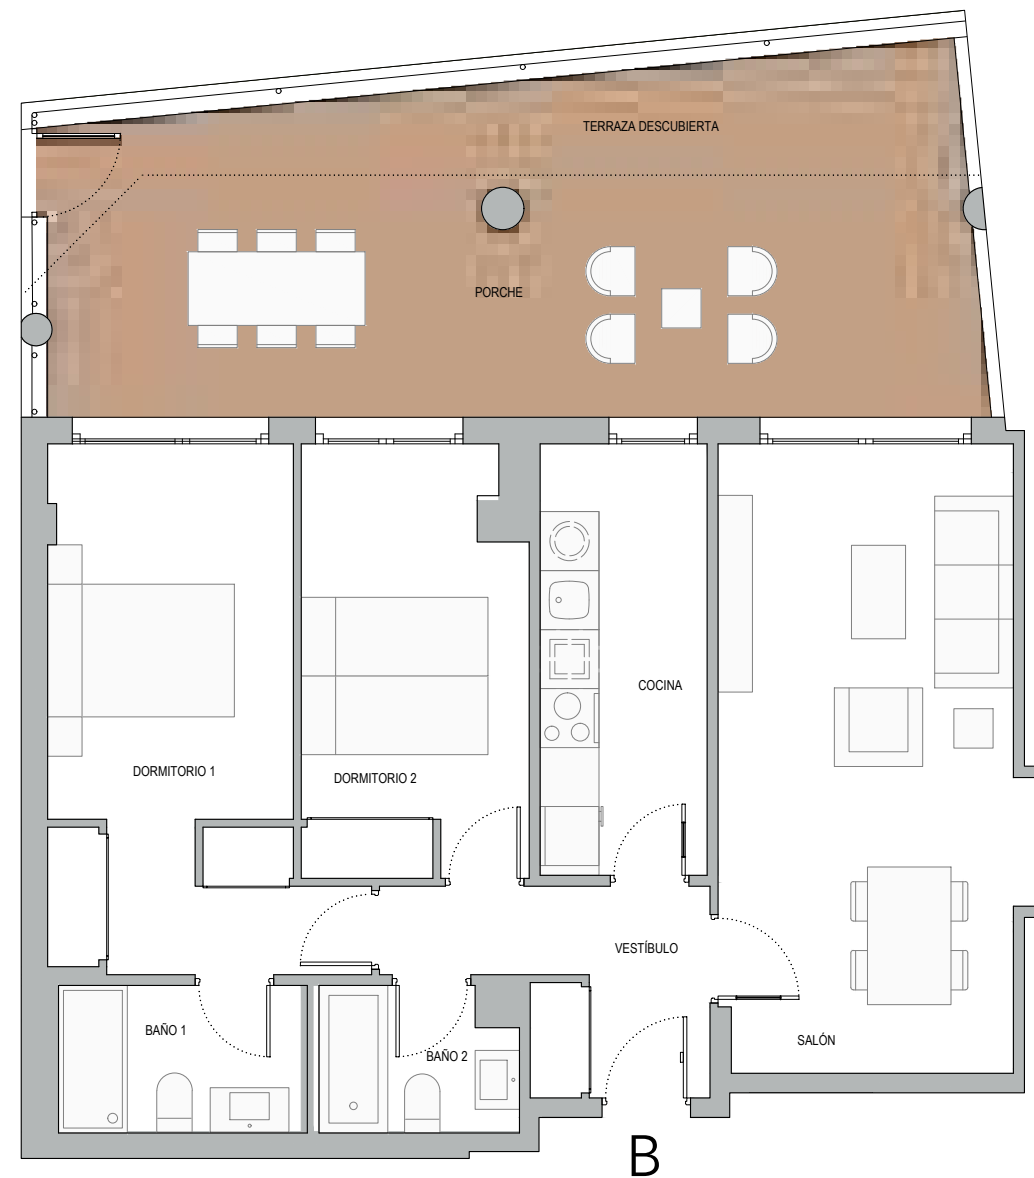 TERRAZA DESCUBIERTA
PORCHE
COCINA
DORMITORIO 1
DORMITORIO 2
VESTÍBULO
BAÑO 1
SALÓN
BAÑO 2
B